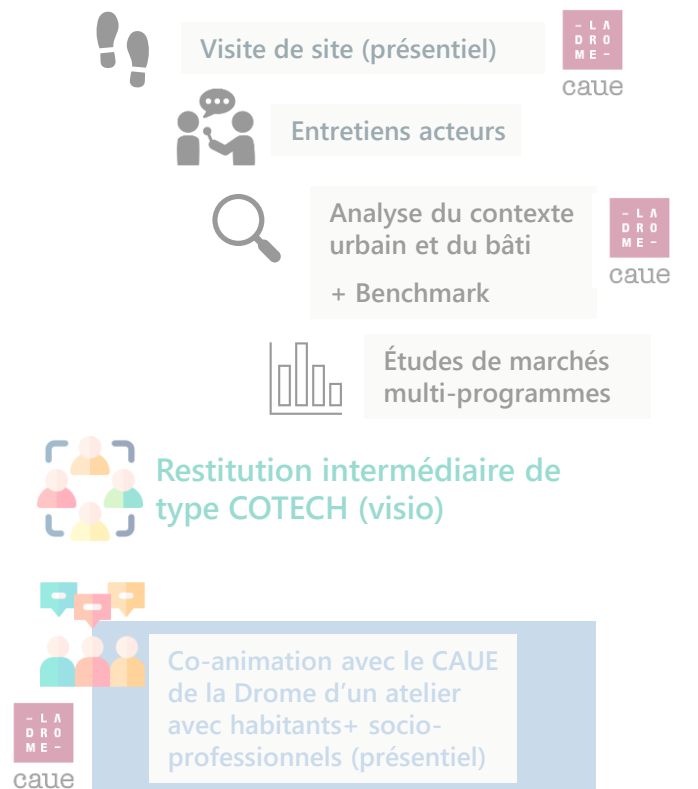 Visite de site (présentiel)
– L A
D R O
M E –
caue
Entretiens acteurs
Analyse du contexte
urbain et du bâti
+ Benchmark
– L A
D R O
M E –
caue
Études de marchés
multi-programmes
Restitution intermédiaire de
type COTECH (visio)
Co-animation avec le CAUE
de la Drome d’un atelier
avec habitants+ socio-
professionnels (présentiel)
– L A
D R O
M E –
caue